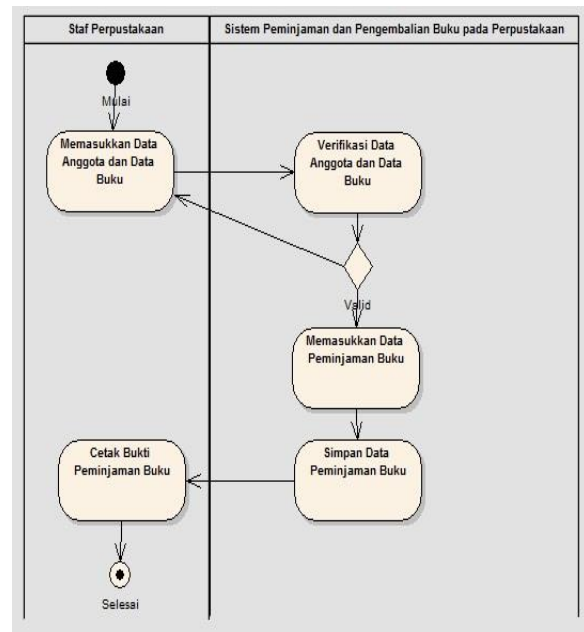 Staf Perpustakaan
Sistem Peminjaman dan Pengembalian Buku pada Perpustakaan
Mulai
Memasukkan Data
Anggota dan Data
Buku
Verifikasi Data
Anggota dan Data
Buku
Valid
Memasukkan Data
Peminjaman Buku
Simpan Data
Peminjaman Buku
Cetak Bukti
Peminjaman Buku
Selesai